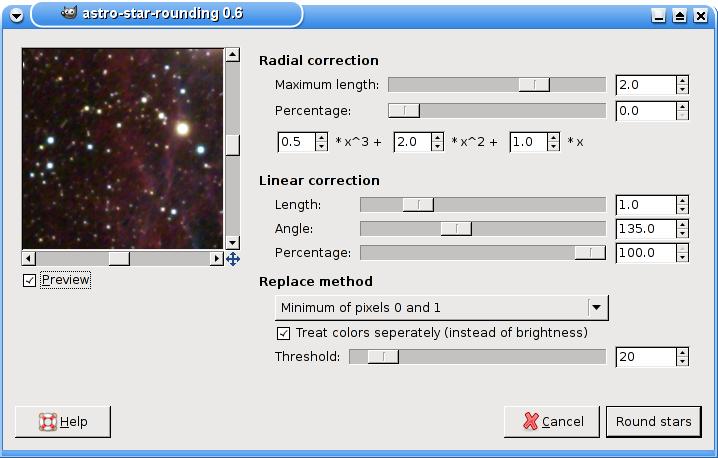 astro-star-rounding 0.6
Radial correction
Maximum length: 2.0
Percentage: 0.0
0.5 *x^3 + 2.0 *x^2 + 1.0 *x
Linear correction
Length: 1.0
Angle: 135.0
Percentage: 100.0
Preview
Replace method
Minimum of pixels 0 and 1
Treat colors seperately (instead of brightness)
Threshold: 20
Help Cancel Round stars